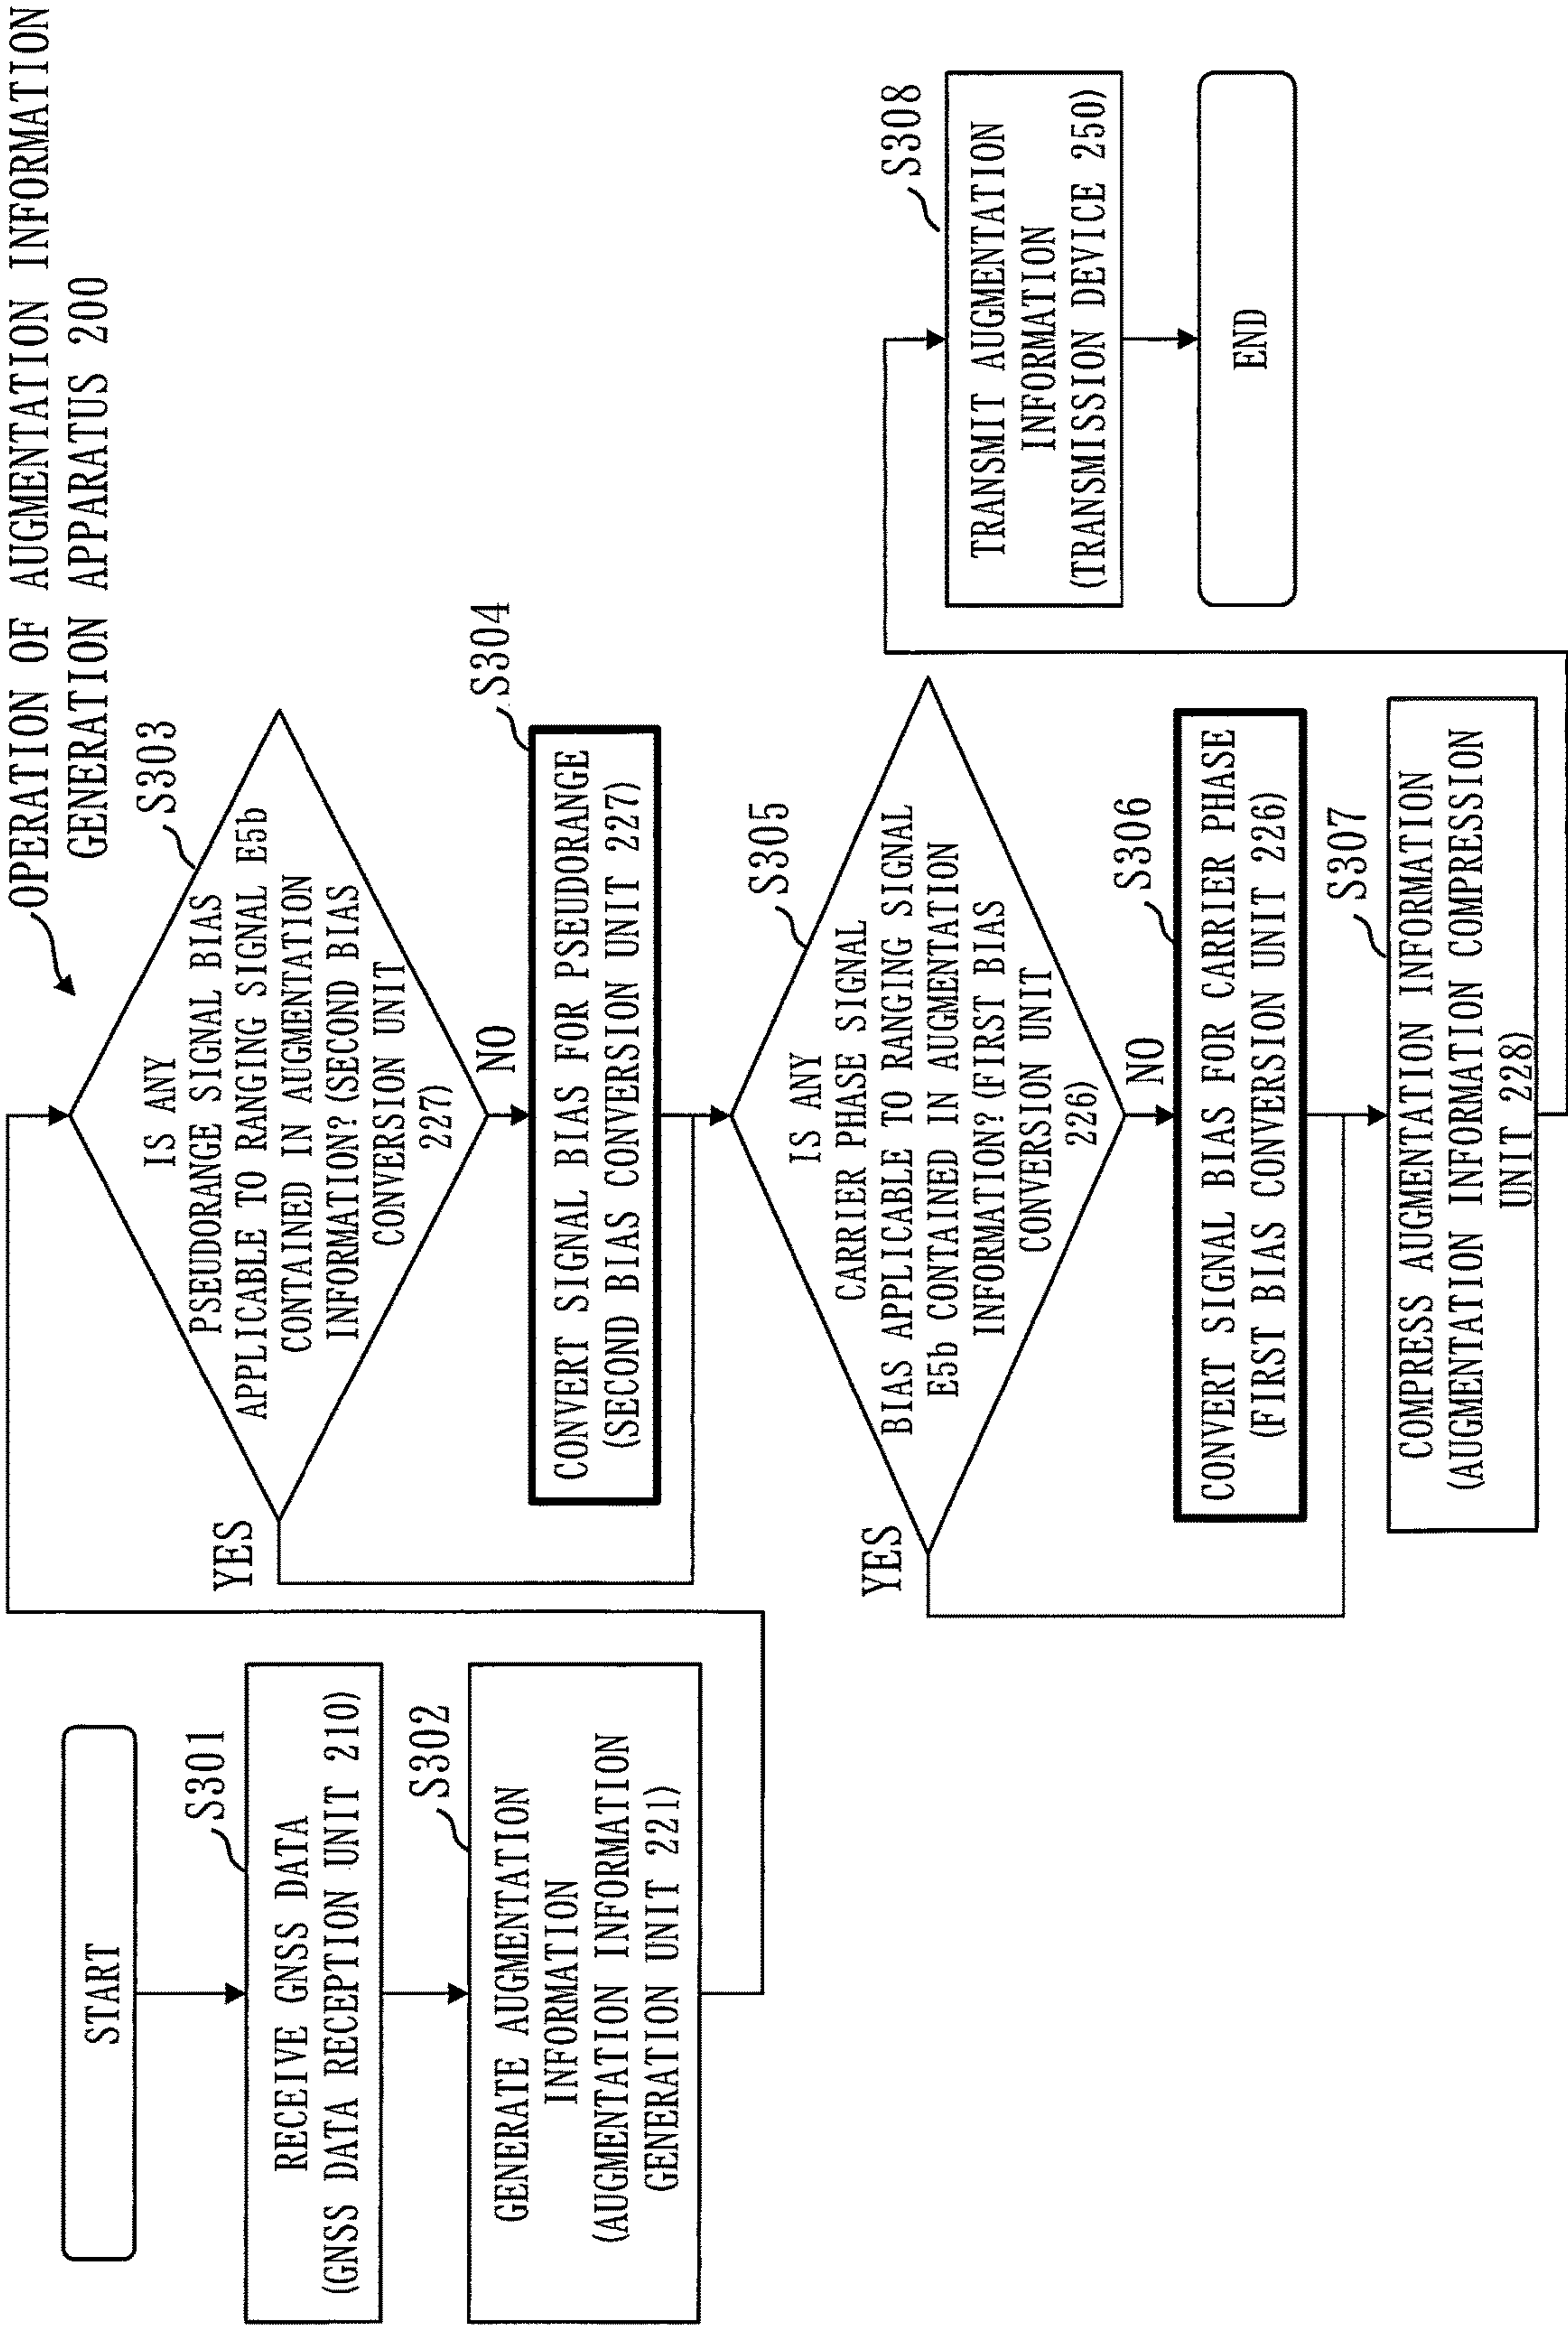 OPERATION OF AUGMENTATION INFORMATION
GENERATION APPARATUS 200
START
S301
RECEIVE GNSS DATA
(GNSS DATA RECEPTION UNIT 210)
S302
GENERATE AUGMENTATION
INFORMATION
(AUGMENTATION INFORMATION
GENERATION UNIT 221)
S303
IS ANY
PSEUDORANGE SIGNAL BIAS
APPLICABLE TO RANGING SIGNAL E5b
CONTAINED IN AUGMENTATION
INFORMATION? (SECOND BIAS
CONVERSION UNIT
227)
YES
NO
S304
CONVERT SIGNAL BIAS FOR PSEUDORANGE
(SECOND BIAS CONVERSION UNIT 227)
S305
IS ANY
CARRIER PHASE SIGNAL
BIAS APPLICABLE TO RANGING SIGNAL
E5b CONTAINED IN AUGMENTATION
INFORMATION? (FIRST BIAS
CONVERSION UNIT
226)
YES
NO
S306
CONVERT SIGNAL BIAS FOR CARRIER PHASE
(FIRST BIAS CONVERSION UNIT 226)
S307
COMPRESS AUGMENTATION INFORMATION
(AUGMENTATION INFORMATION COMPRESSION
UNIT 228)
S308
TRANSMIT AUGMENTATION
INFORMATION
(TRANSMISSION DEVICE 250)
END